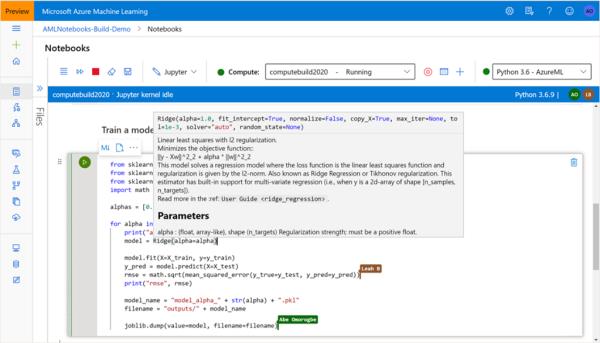 Preview
Microsoft Azure Machine Learning
AMLNotebooks-Build-Demo > Notebooks
Notebooks
Files
Jupyter
Compute: computebuild2020 - Running
Python 3.6 - AzureML
computebuild2020 · Jupyter kernel idle
Python 3.6.9
AO
LB
Train a mode
Ridge(alpha=1.0, fit_intercept=True, normalize=False, copy_X=True, max_iter=None, to
l=1e-3, solver="auto", random_state=None)
Linear least squares with l2 regularization.
Minimizes the objective function:
||y - Xw||^2_2 + alpha * ||w||^2_2
This model solves a regression model where the loss function is the linear least squares function and
regularization is given by the l2-norm. Also known as Ridge Regression or Tikhonov regularization. This
estimator has built-in support for multi-variate regression (i.e., when y is a 2d-array of shape [n_samples,
n_targets]).
Read more in the :ref: User Guide <ridge_regression> .
Parameters
alpha : (float, array-like), shape (n_targets) Regularization strength; must be a positive float.
M↓
from sklear
from sklear
from sklear
import math
alphas = [0.
for alpha in
print("a
model = Ridge(alpha=alpha)
model.fit(X=X_train, y=y_train)
y_pred = model.predict(X=X_test)
rmse = math.sqrt(mean_squared_error(y_true=y_test, y_pred=y_pred))
Leah B
print("rmse", rmse)
model_name = "model_alpha_" + str(alpha) + ".pkl"
filename = "outputs/" + model_name
Abe Omorogbe
joblib.dump(value=model, filename=filename)